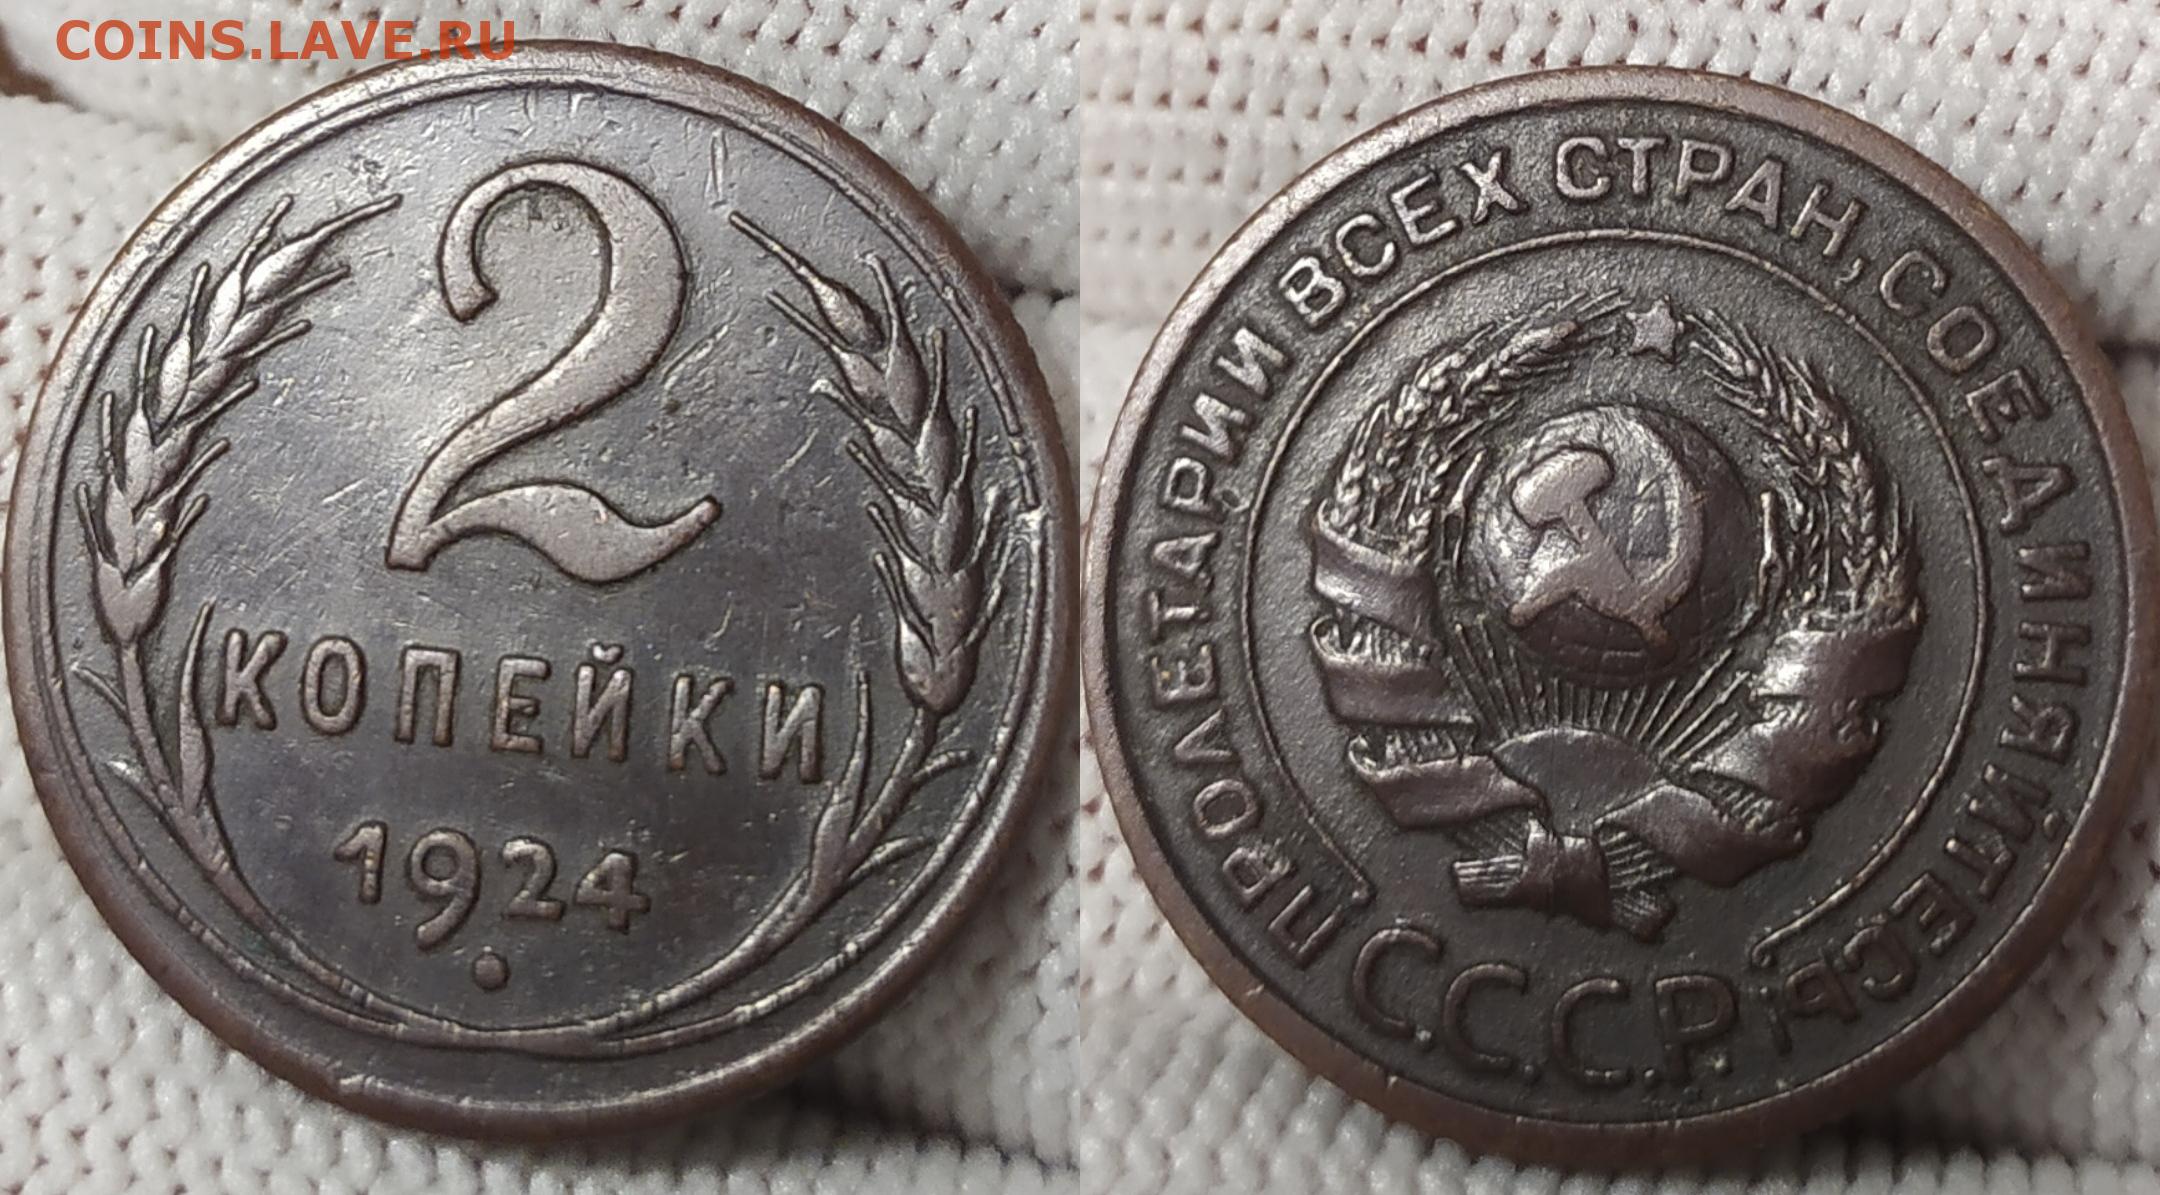 COINS.LAVE.RU
2
КОПЕЙКИ
1924
ПРОЛЕТАРИИ ВСЕХ СТРАН, СОЕДИНЯЙТЕСЬ!
С.С.С.Р.